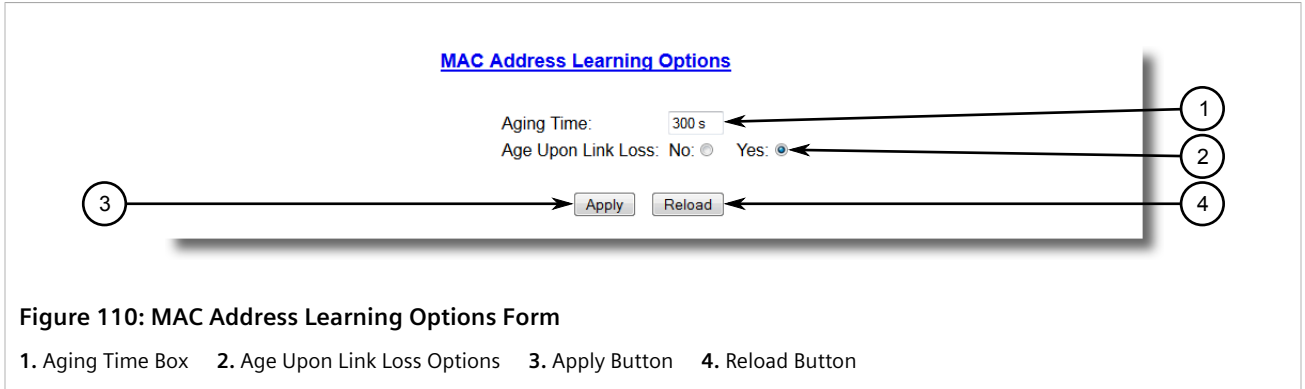 MAC Address Learning Options
Aging Time: 300 s
1
Age Upon Link Loss: No: Yes:
2
3
Apply Reload
4
Figure 110: MAC Address Learning Options Form
1. Aging Time Box 2. Age Upon Link Loss Options 3. Apply Button 4. Reload Button